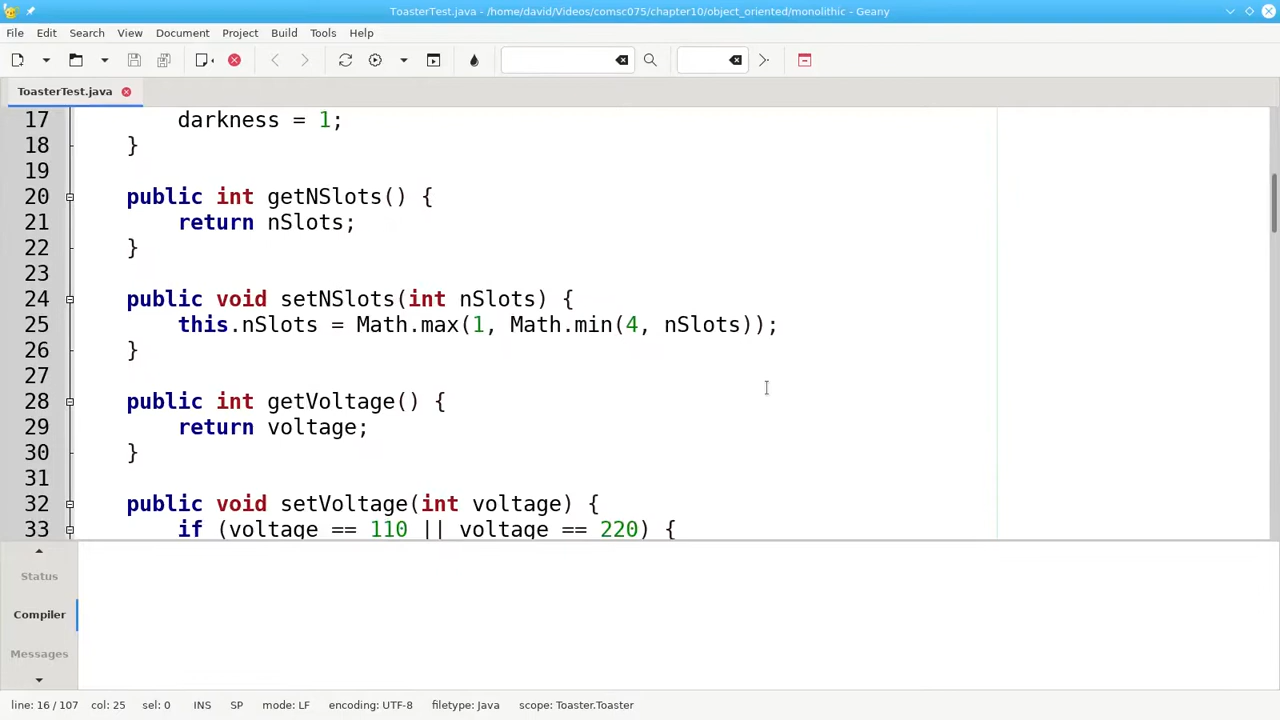 ToasterTest.java - /home/david/Videos/comsc075/chapter10/object_oriented/monolithic - Geany
File Edit Search View Document Project Build Tools Help
ToasterTest.java
17 darkness = 1;
18 }
19
20 public int getNSlots() {
21 return nSlots;
22 }
23
24 public void setNSlots(int nSlots) {
25 this.nSlots = Math.max(1, Math.min(4, nSlots));
26 }
27
28 public int getVoltage() {
29 return voltage;
30 }
31
32 public void setVoltage(int voltage) {
33 if (voltage == 110 || voltage == 220) {
Status
Compiler
Messages
line: 16 / 107 col: 25 sel: 0 INS SP mode: LF encoding: UTF-8 filetype: Java scope: Toaster.Toaster